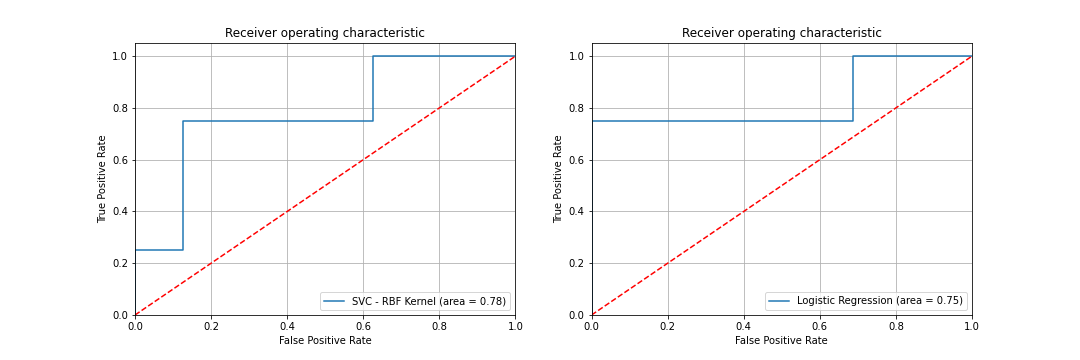 Receiver operating characteristic
1.0
0.8
0.6
0.4
0.2
0.0
True Positive Rate
SVC - RBF Kernel (area = 0.78)
0.0 0.2 0.4 0.6 0.8 1.0
False Positive Rate
Receiver operating characteristic
1.0
0.8
0.6
0.4
0.2
0.0
True Positive Rate
Logistic Regression (area = 0.75)
0.0 0.2 0.4 0.6 0.8 1.0
False Positive Rate